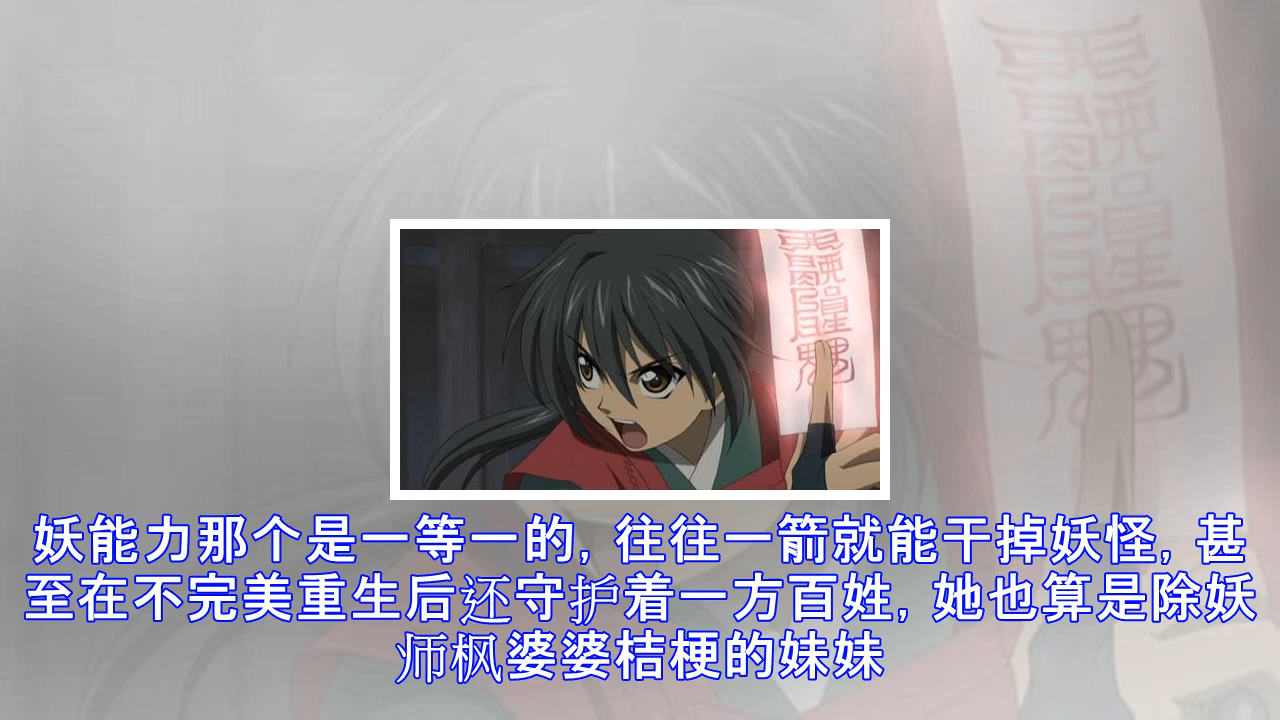 妖能力那个是一等一的, 往往一箭就能干掉妖怪, 甚
至在不完美重生后还守护着一方百姓, 她也算是除妖
师枫婆婆桔梗的妹妹